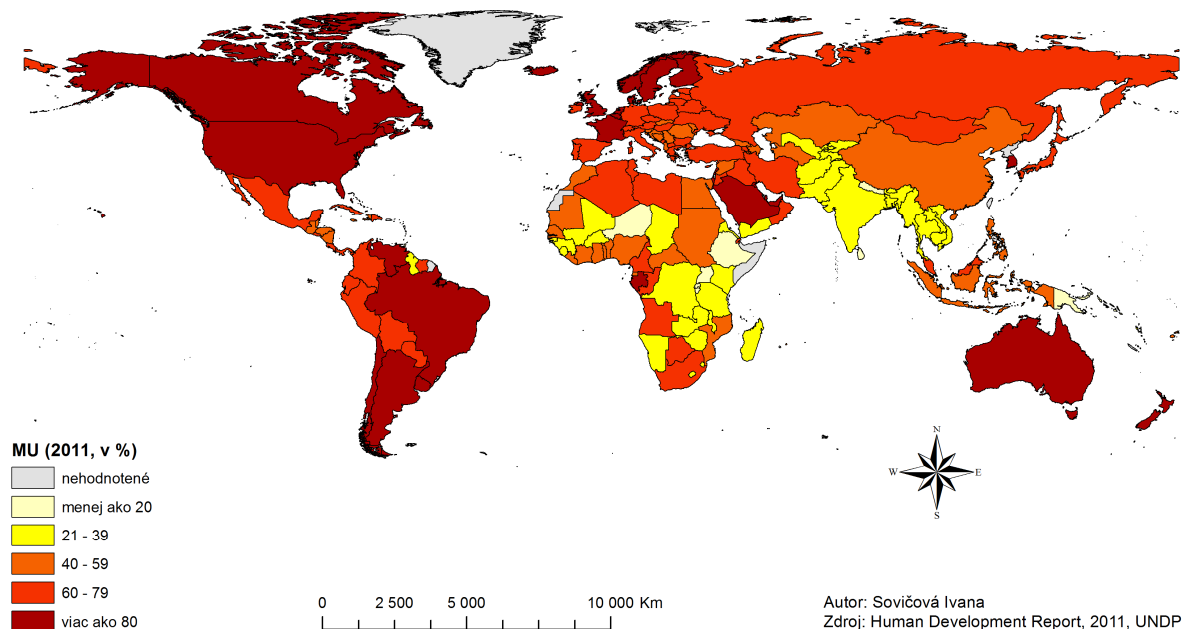 N
W E
S
MU (2011, v %)
nehodnotené
menej ako 20
21 - 39
40 - 59
60 - 79
viac ako 80
0 2 500 5 000 10 000 Km
Autor: Sovičová Ivana
Zdroj: Human Development Report, 2011, UNDP